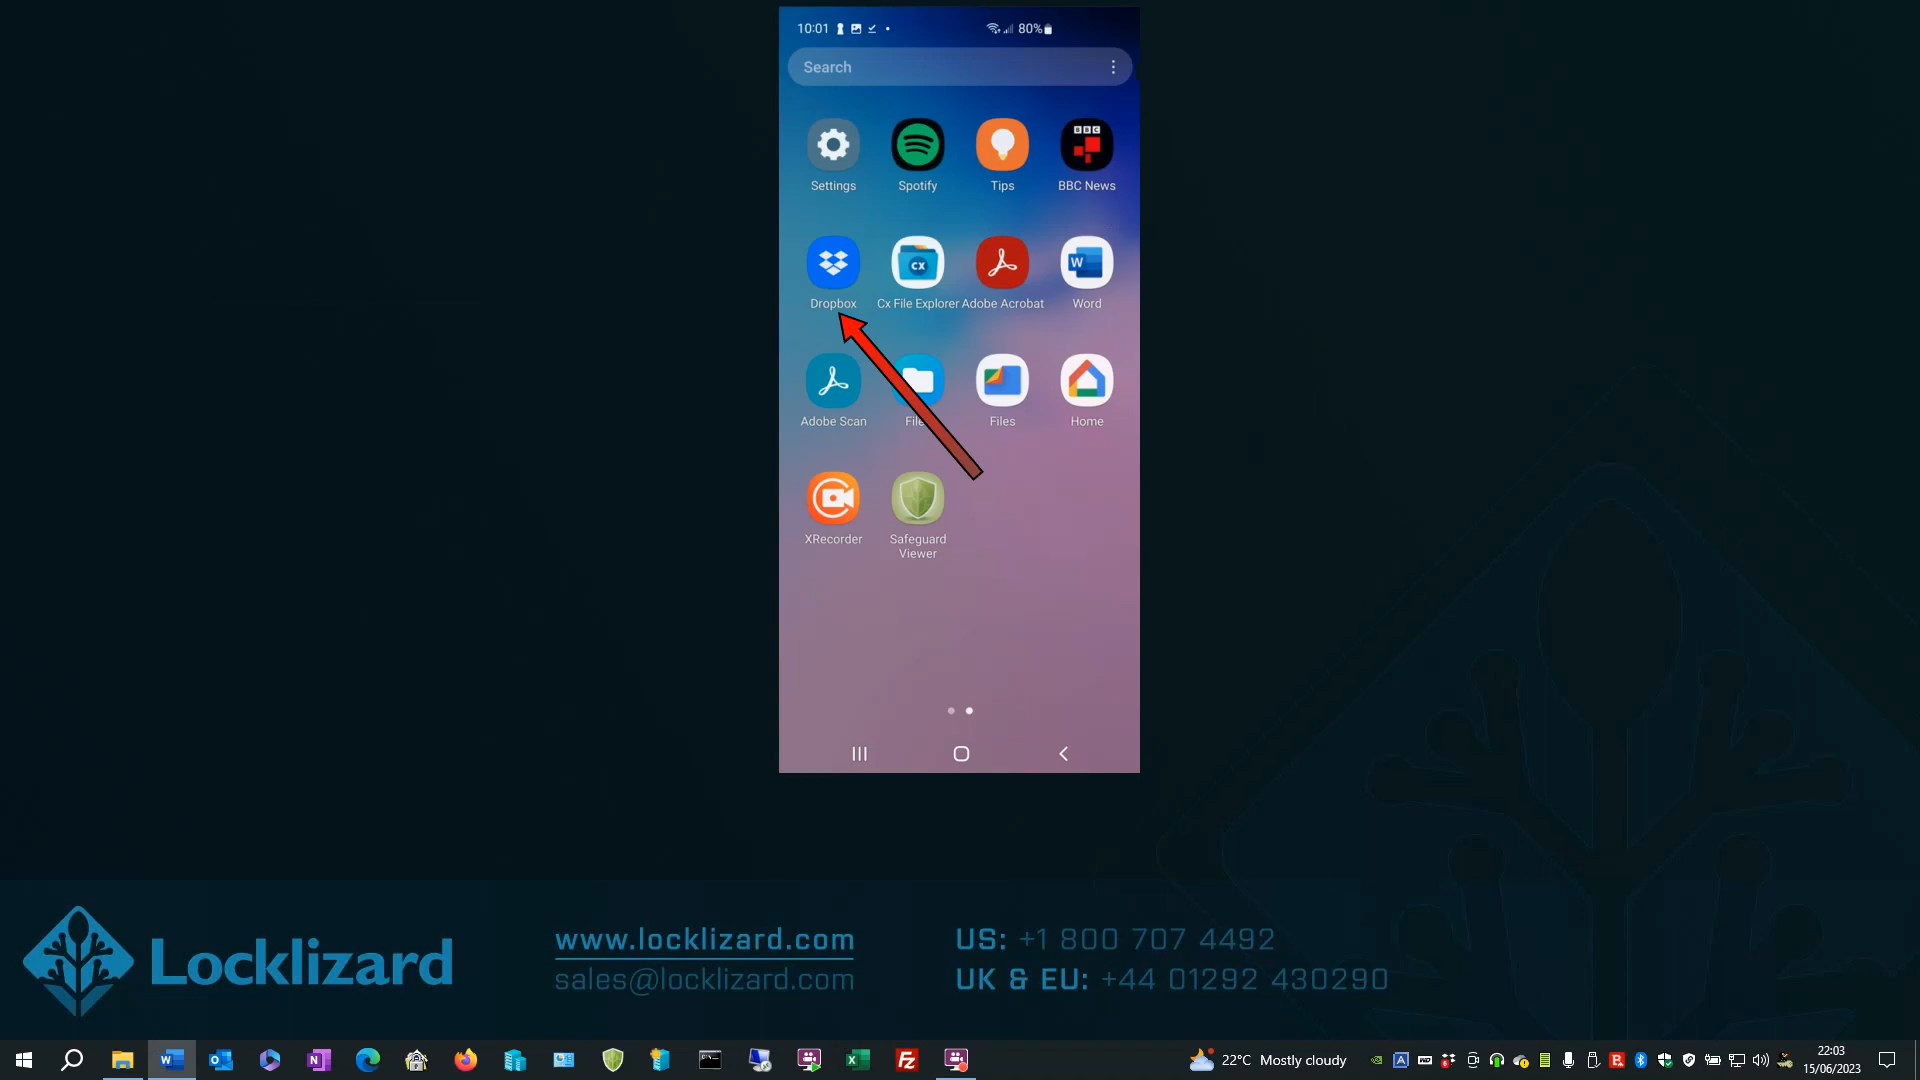 10:01
80%
Search
Settings
Spotify
Tips
BBC
BBC News
Dropbox
CX
Cx File Explorer
Adobe Acrobat
W
Word
Adobe Scan
Files
Home
XRecorder
Safeguard
Viewer
Locklizard
www.locklizard.com
sales@locklizard.com
US: +1 800 707 4492
UK & EU: +44 01292 430290
22°C Mostly cloudy
22:03
15/06/2023